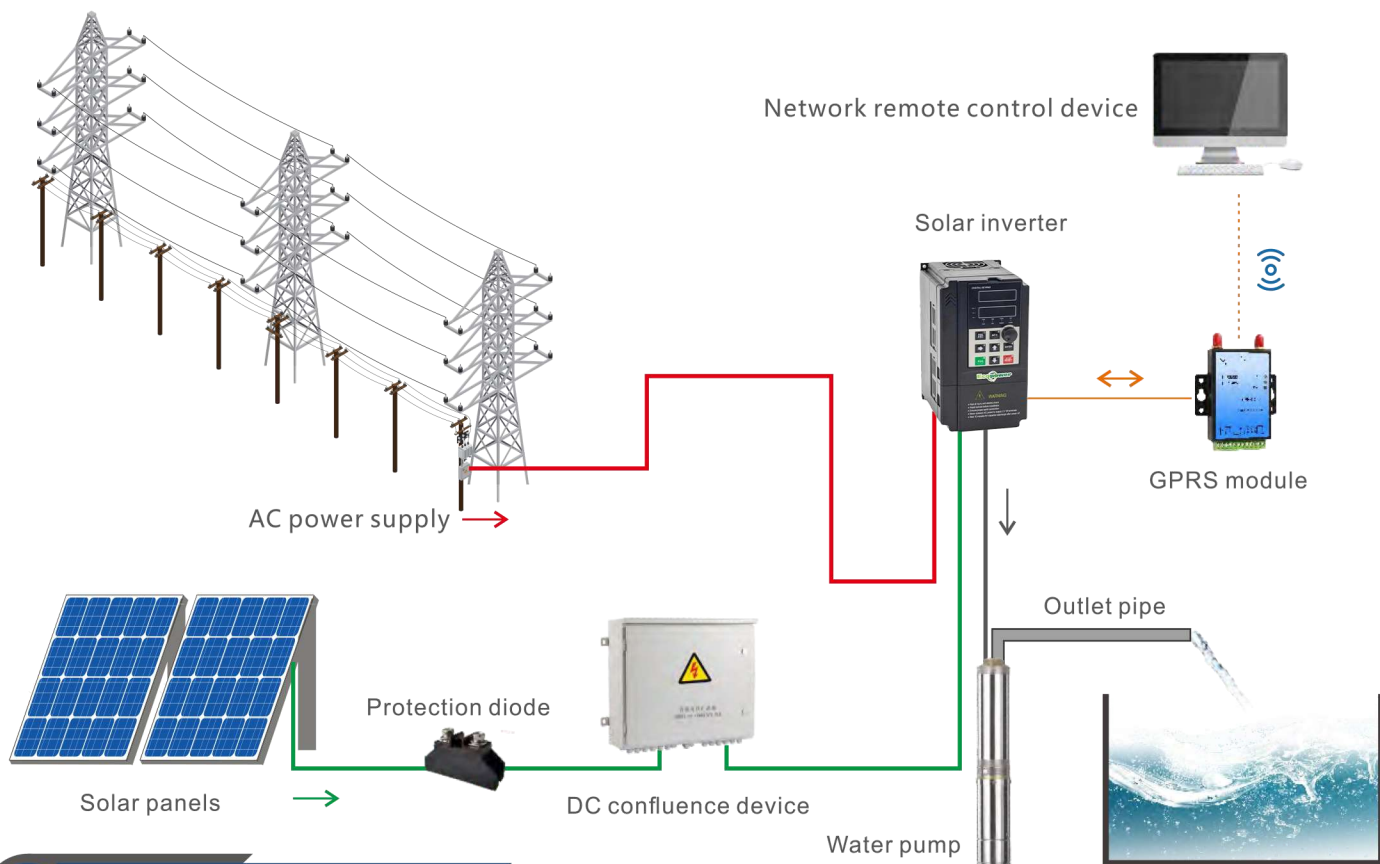 Network remote control device
Solar inverter
WARNING
GPRS module
AC power supply
Outlet pipe
Protection diode
Solar panels
DC confluence device
Water pump